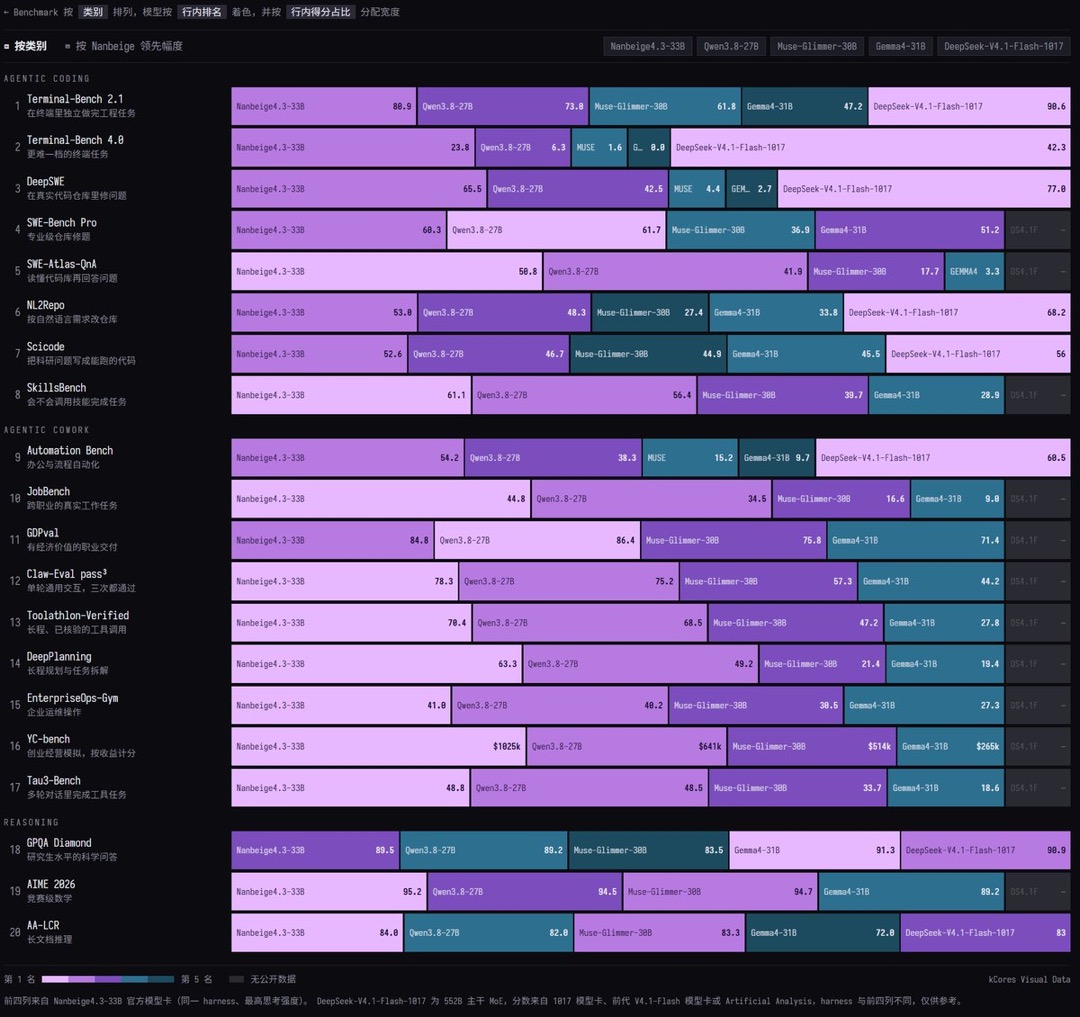 ← Benchmark 按 类别 排列，模型按 行内排名 着色，并按 行内得分占比 分配宽度
按类别 按 Nanbeige 领先幅度 Nanbeige4.3-33B Qwen3.8-27B Muse-Glimmer-30B Gemma4-31B DeepSeek-V4.1-Flash-1017
AGENTIC CODING
1 Terminal-Bench 2.1 Nanbeige4.3-33B 80.9 Qwen3.8-27B 73.0 Muse-Glimmer-30B 61.8 Gemma4-31B 47.2 DeepSeek-V4.1-Flash-1017 90.6
在终端里独立做完工程任务
2 Terminal-Bench 4.0 Nanbeige4.3-33B 23.8 Qwen3.8-27B 6.3 MUSE 1.6 G… 0.0 DeepSeek-V4.1-Flash-1017 42.3
更难一档的终端任务
3 DeepSWE Nanbeige4.3-33B 65.5 Qwen3.8-27B 42.5 MUSE 4.4 GEM… 2.7 DeepSeek-V4.1-Flash-1017 77.0
在真实代码仓库里修问题
4 SWE-Bench Pro Nanbeige4.3-33B 60.3 Qwen3.8-27B 61.7 Muse-Glimmer-30B 36.9 Gemma4-31B 51.2 DS4.1F —
专业级仓库修题
5 SWE-Atlas-QnA Nanbeige4.3-33B 50.8 Qwen3.8-27B 41.9 Muse-Glimmer-30B 17.7 GEMMA4 3.3 DS4.1F —
读懂代码库再回答问题
6 NL2Repo Nanbeige4.3-33B 53.0 Qwen3.8-27B 48.3 Muse-Glimmer-30B 27.4 Gemma4-31B 33.8 DeepSeek-V4.1-Flash-1017 68.2
按自然语言需求改仓库
7 Scicode Nanbeige4.3-33B 52.6 Qwen3.8-27B 46.7 Muse-Glimmer-30B 44.9 Gemma4-31B 45.5 DeepSeek-V4.1-Flash-1017 56
把科研问题写成能跑的代码
8 SkillsBench Nanbeige4.3-33B 61.1 Qwen3.8-27B 56.4 Muse-Glimmer-30B 39.7 Gemma4-31B 28.9 DS4.1F —
会不会调用技能完成任务
AGENTIC COWORK
9 Automation Bench Nanbeige4.3-33B 54.2 Qwen3.8-27B 38.3 MUSE 15.2 Gemma4-31B 9.7 DeepSeek-V4.1-Flash-1017 60.5
办公与流程自动化
10 JobBench Nanbeige4.3-33B 44.8 Qwen3.8-27B 34.5 Muse-Glimmer-30B 16.6 Gemma4-31B 9.0 DS4.1F —
跨职业的真实工作任务
11 GDPval Nanbeige4.3-33B 84.8 Qwen3.8-27B 86.4 Muse-Glimmer-30B 75.8 Gemma4-31B 71.4 DS4.1F —
有经济价值的职业交付
12 Claw-Eval pass³ Nanbeige4.3-33B 78.3 Qwen3.8-27B 75.2 Muse-Glimmer-30B 57.3 Gemma4-31B 44.2 DS4.1F —
单轮通用交互，三次都通过
13 Toolathlon-Verified Nanbeige4.3-33B 70.4 Qwen3.8-27B 68.5 Muse-Glimmer-30B 47.2 Gemma4-31B 27.8 DS4.1F —
长程、已核验的工具调用
14 DeepPlanning Nanbeige4.3-33B 63.3 Qwen3.8-27B 49.2 Muse-Glimmer-30B 21.4 Gemma4-31B 19.4 DS4.1F —
长程规划与任务拆解
15 EnterpriseOps-Gym Nanbeige4.3-33B 41.0 Qwen3.8-27B 40.2 Muse-Glimmer-30B 30.5 Gemma4-31B 27.3 DS4.1F —
企业运维操作
16 YC-bench Nanbeige4.3-33B $1025k Qwen3.8-27B $641k Muse-Glimmer-30B $514k Gemma4-31B $265k DS4.1F —
创业经营模拟，按收益计分
17 Tau3-Bench Nanbeige4.3-33B 48.8 Qwen3.8-27B 48.5 Muse-Glimmer-30B 33.7 Gemma4-31B 18.6 DS4.1F —
多轮对话里完成工具任务
REASONING
18 GPQA Diamond Nanbeige4.3-33B 89.5 Qwen3.8-27B 89.2 Muse-Glimmer-30B 83.5 Gemma4-31B 91.3 DeepSeek-V4.1-Flash-1017 90.9
研究生水平的科学问答
19 AIME 2026 Nanbeige4.3-33B 95.2 Qwen3.8-27B 94.5 Muse-Glimmer-30B 94.7 Gemma4-31B 89.2 DS4.1F —
竞赛级数学
20 AA-LCR Nanbeige4.3-33B 84.0 Qwen3.8-27B 82.0 Muse-Glimmer-30B 83.3 Gemma4-31B 72.0 DeepSeek-V4.1-Flash-1017 83
长文档推理
第 1 名 第 5 名 无公开数据 kCores Visual Data
前四列来自 Nanbeige4.3-33B 官方模型卡（同一 harness、最高思考强度）。 DeepSeek-V4.1-Flash-1017 为 552B 主干 MoE，分数来自 1017 模型卡、前代 V4.1-Flash 模型卡或 Artificial Analysis，harness 与前四列不同，仅供参考。